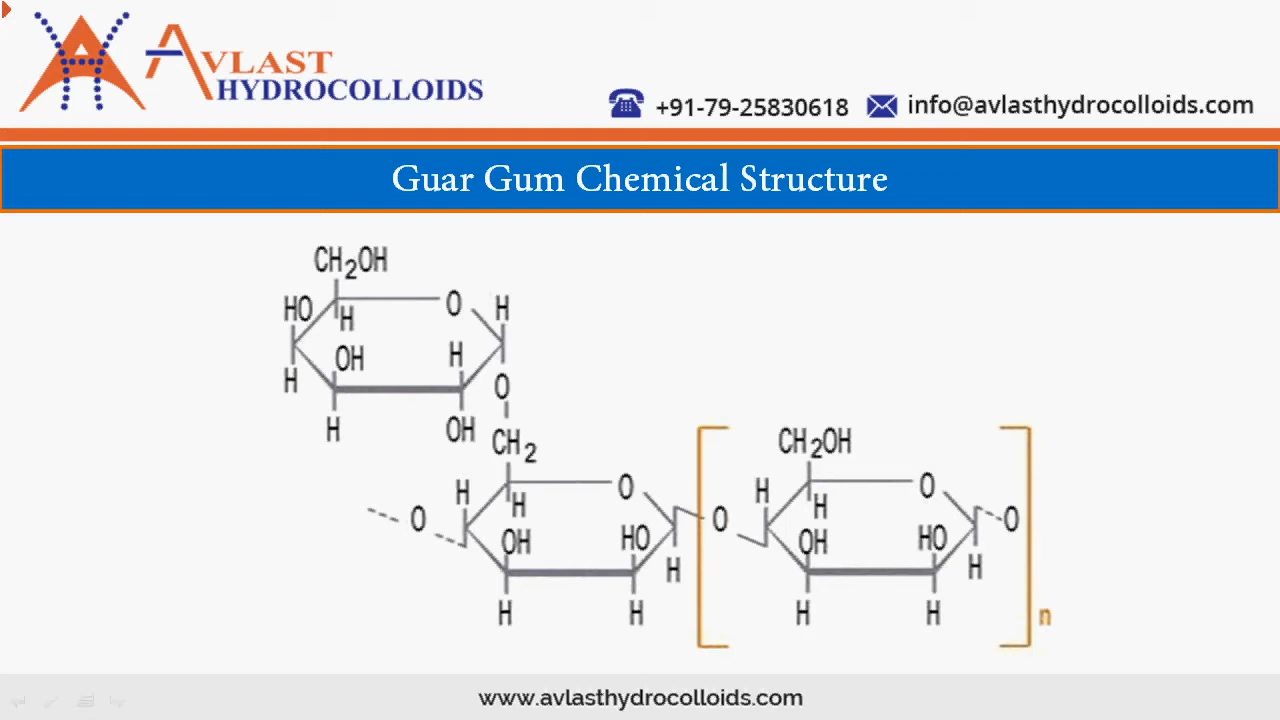 AVLAST
HYDROCOLLOIDS
+91-79-25830618 info@avlasthydrocolloids.com
Guar Gum Chemical Structure
CH2OH
HO H O H
OH H
H O
H OH CH2
CH2OH
H O H O
H H
O O O
OH HO OH HO
H H
H H H H
n
www.avlasthydrocolloids.com